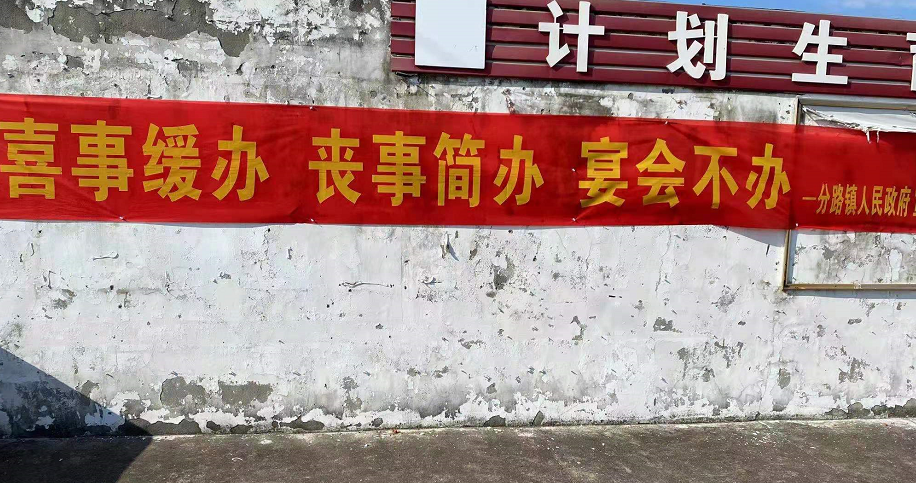 计划生
喜事缓办 丧事简办 宴会不办
一分路镇人民政府